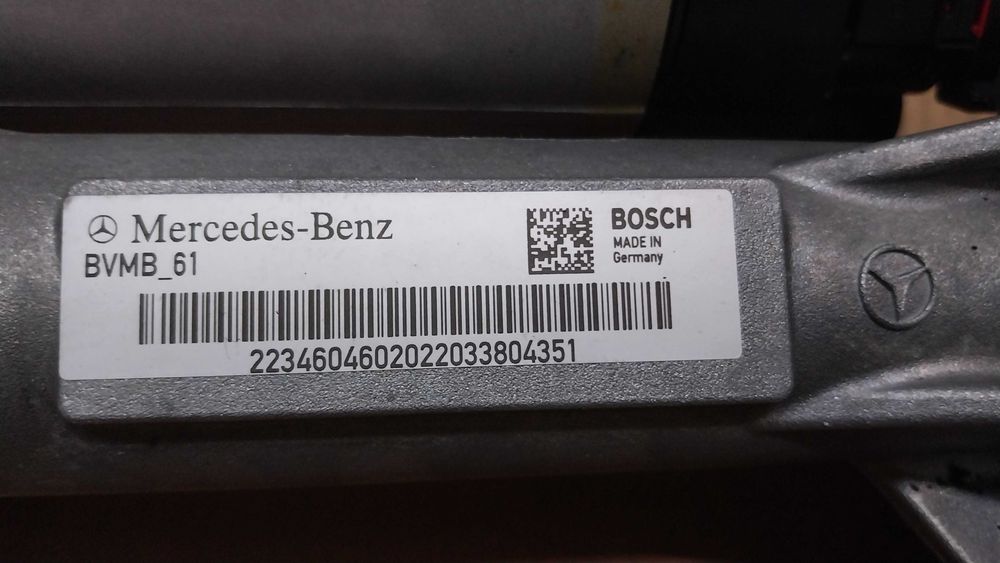 Mercedes-Benz
BVMB_61
BOSCH
MADE IN
Germany
2234604602022033804351